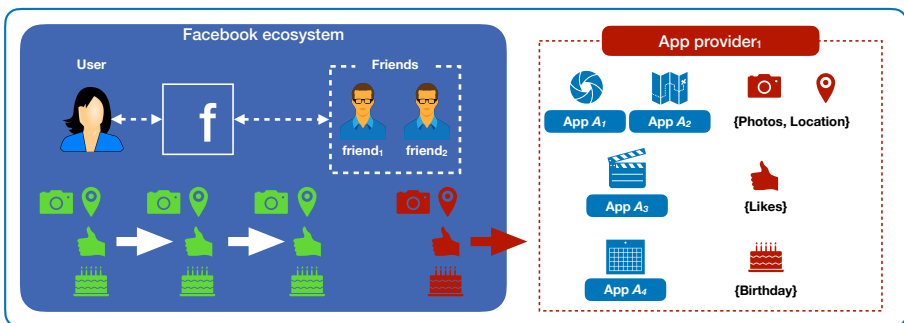 Facebook ecosystem
User
Friends
f
friend₁
friend₂
App provider₁
App A₁
App A₂
{Photos, Location}
App A₃
{Likes}
App A₄
{Birthday}